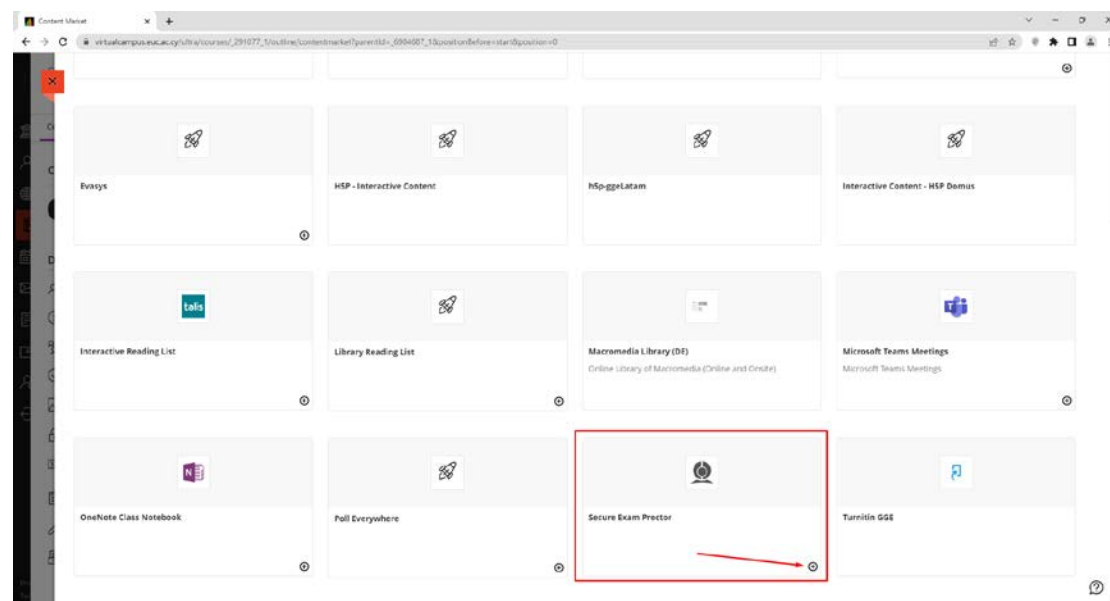 Content Market
virtualcampus.euc.ac.cy/ultra/courses/_291077_1/outline/contentmarket?parentId=_6904687_1&positionBefore=start&position=0
Evasys
H5P - Interactive Content
h5p-ggeLatam
Interactive Content - H5P Domus
talis
Interactive Reading List
Library Reading List
Macromedia Library (DE)
Online Library of Macromedia (Online and Onsite)
Microsoft Teams Meetings
Microsoft Teams Meetings
OneNote Class Notebook
Poll Everywhere
Secure Exam Proctor
Turnitin GGE